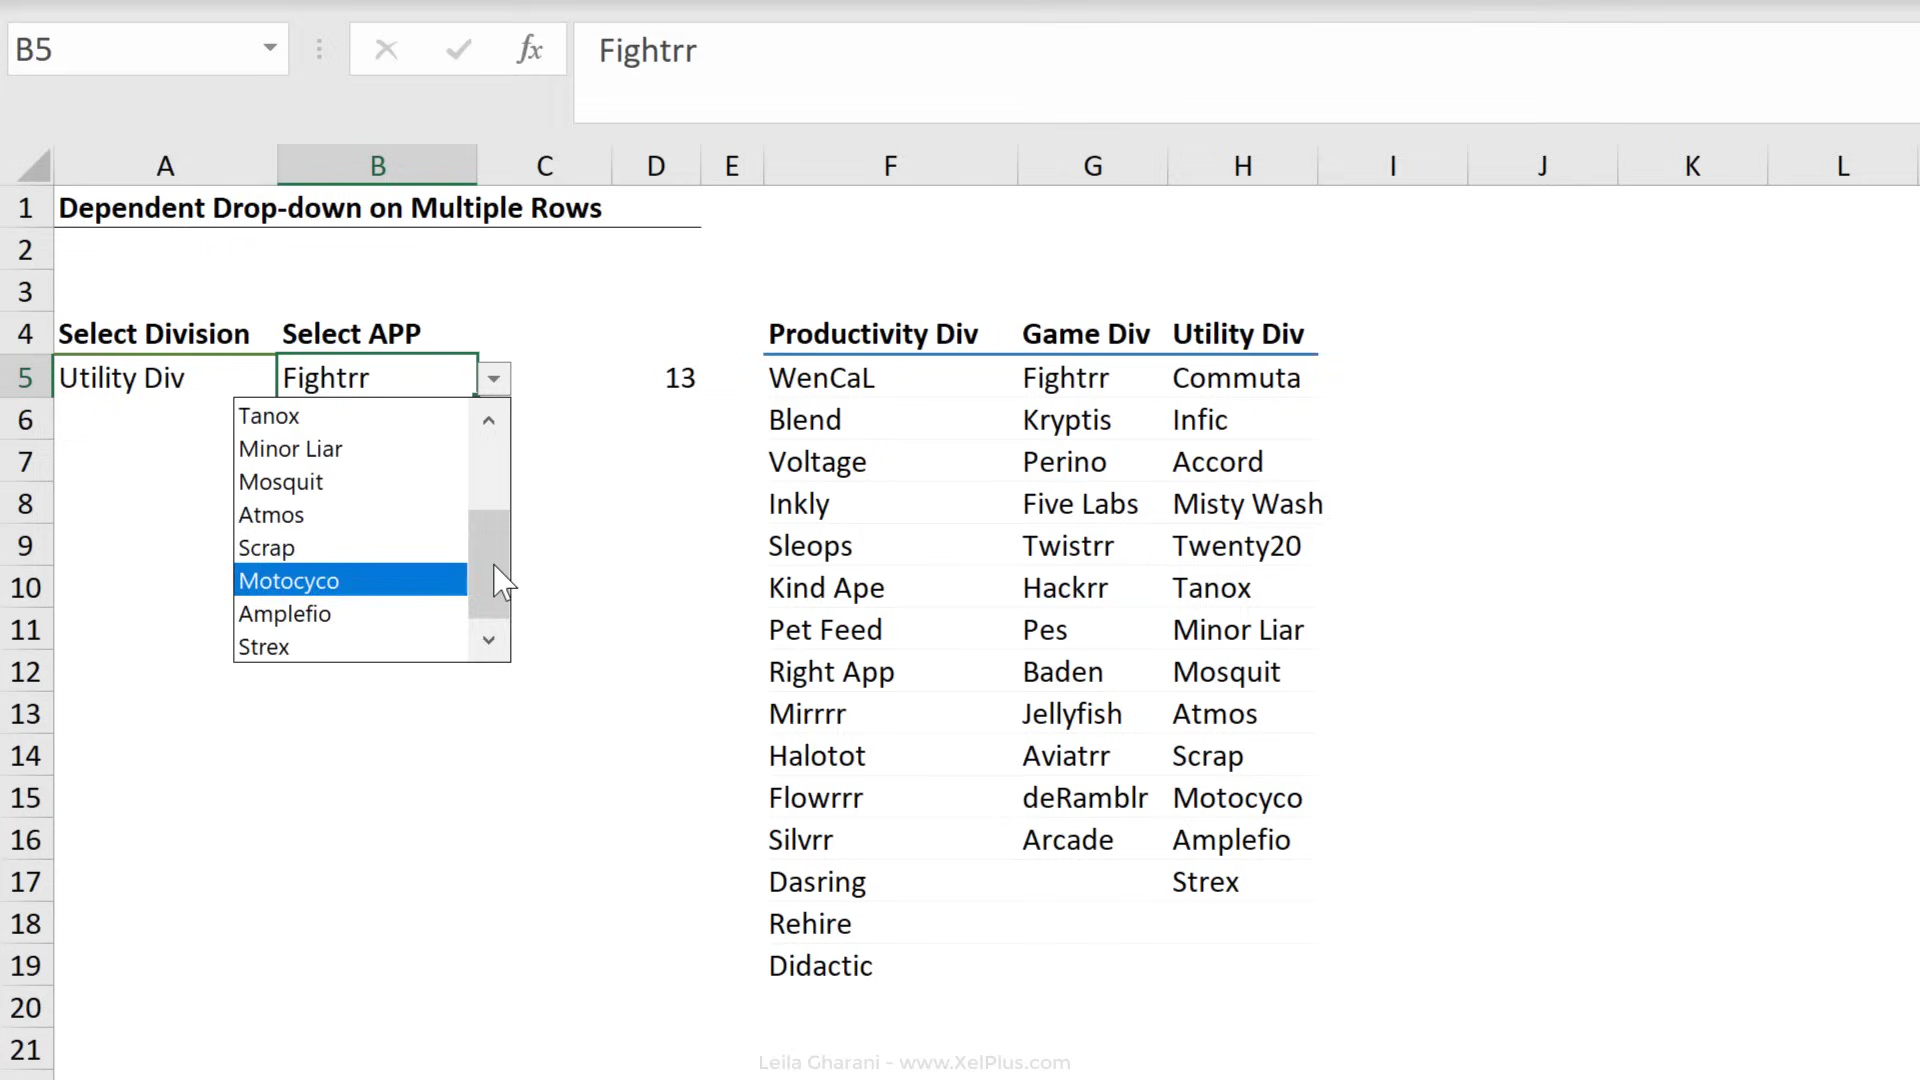 B5 fx Fightrr
A B C D E F G H I J K L
1 Dependent Drop-down on Multiple Rows
2
3
4 Select Division Select APP Productivity Div Game Div Utility Div
5 Utility Div Fightrr 13 WenCaL Fightrr Commuta
6 Tanox Blend Kryptis Infic
Minor Liar
7 Mosquit Voltage Perino Accord
8 Atmos Inkly Five Labs Misty Wash
9 Scrap Sleops Twistrr Twenty20
10 Motocyco Kind Ape Hackrr Tanox
11 Amplefio Pet Feed Pes Minor Liar
Strex
12 Right App Baden Mosquit
13 Mirrrr Jellyfish Atmos
14 Halotot Aviatrr Scrap
15 Flowrrr deRamblr Motocyco
16 Silvrr Arcade Amplefio
17 Dasring Strex
18 Rehire
19 Didactic
20
21
Leila Gharani - www.XelPlus.com